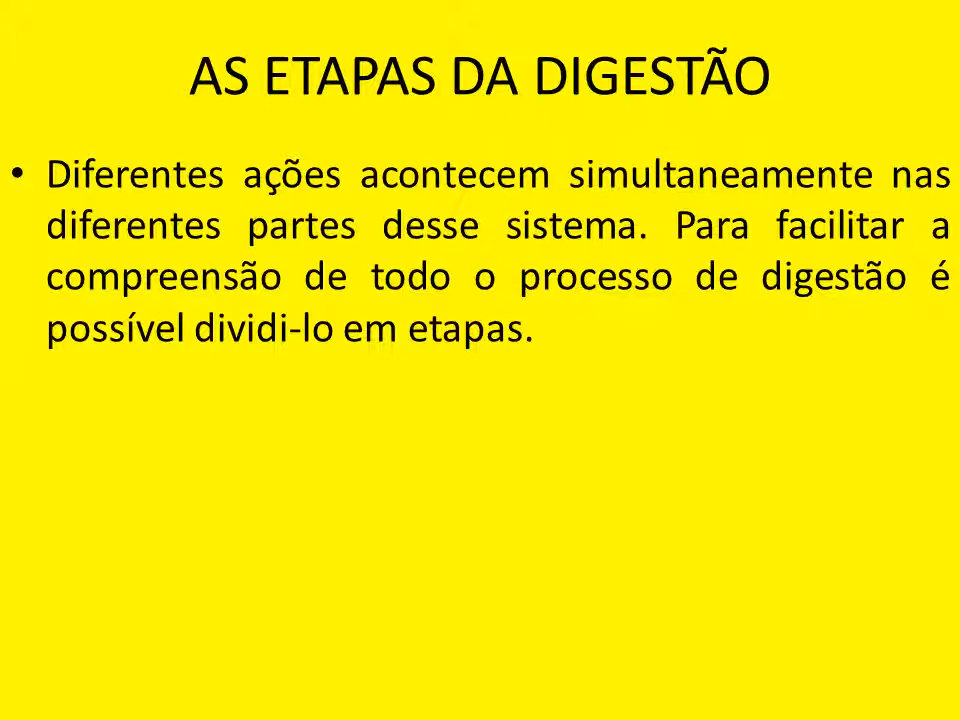 AS ETAPAS DA DIGESTÃO
• Diferentes ações acontecem simultaneamente nas
diferentes partes desse sistema. Para facilitar a
compreensão de todo o processo de digestão é
possível dividi-lo em etapas.